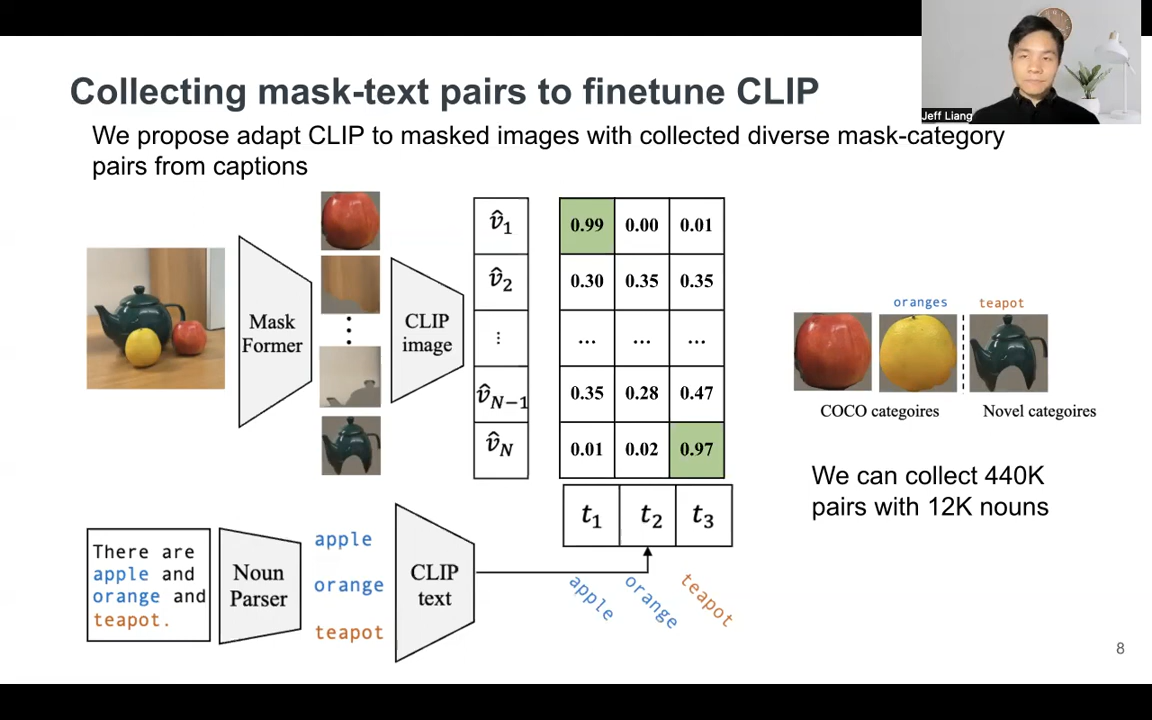 Collecting mask-text pairs to finetune CLIP
Jeff Liang
We propose adapt CLIP to masked images with collected diverse mask-category
pairs from captions
Mask
Former
CLIP
image
v̂1
v̂2
⋮
v̂N−1
v̂N
0.99 0.00 0.01
0.30 0.35 0.35
... ... ...
0.35 0.28 0.47
0.01 0.02 0.97
t1 t2 t3
apple orange teapot
There are
apple and
orange and
teapot.
Noun
Parser
apple
orange
teapot
CLIP
text
oranges teapot
COCO categoires Novel categoires
We can collect 440K
pairs with 12K nouns
8